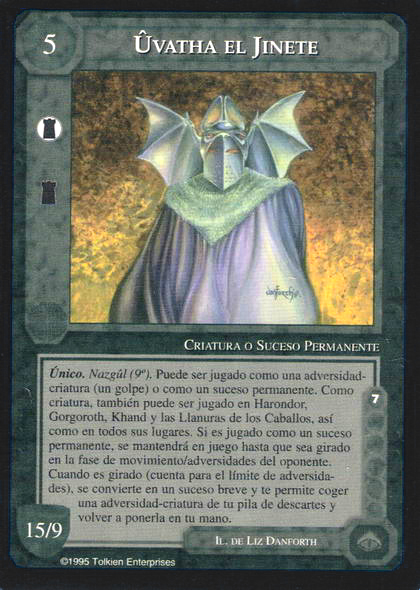 5
Ûvatha el Jinete
Danforth
Criatura o Suceso Permanente
Único. Nazgûl (9º). Puede ser jugado como una adversidad-
criatura (un golpe) o como un suceso permanente. Como
criatura, también puede ser jugado en Harondor,
Gorgoroth, Khand y las Llanuras de los Caballos, así
como en todos sus lugares. Si es jugado como un suceso
permanente, se mantendrá en juego hasta que sea girado
en la fase de movimiento/adversidades del oponente.
Cuando es girado (cuenta para el límite de adversida-
des), se convierte en un suceso breve y te permite coger
una adversidad-criatura de tu pila de descartes y
volver a ponerla en tu mano.
7
15/9
Il. de Liz Danforth
©1995 Tolkien Enterprises